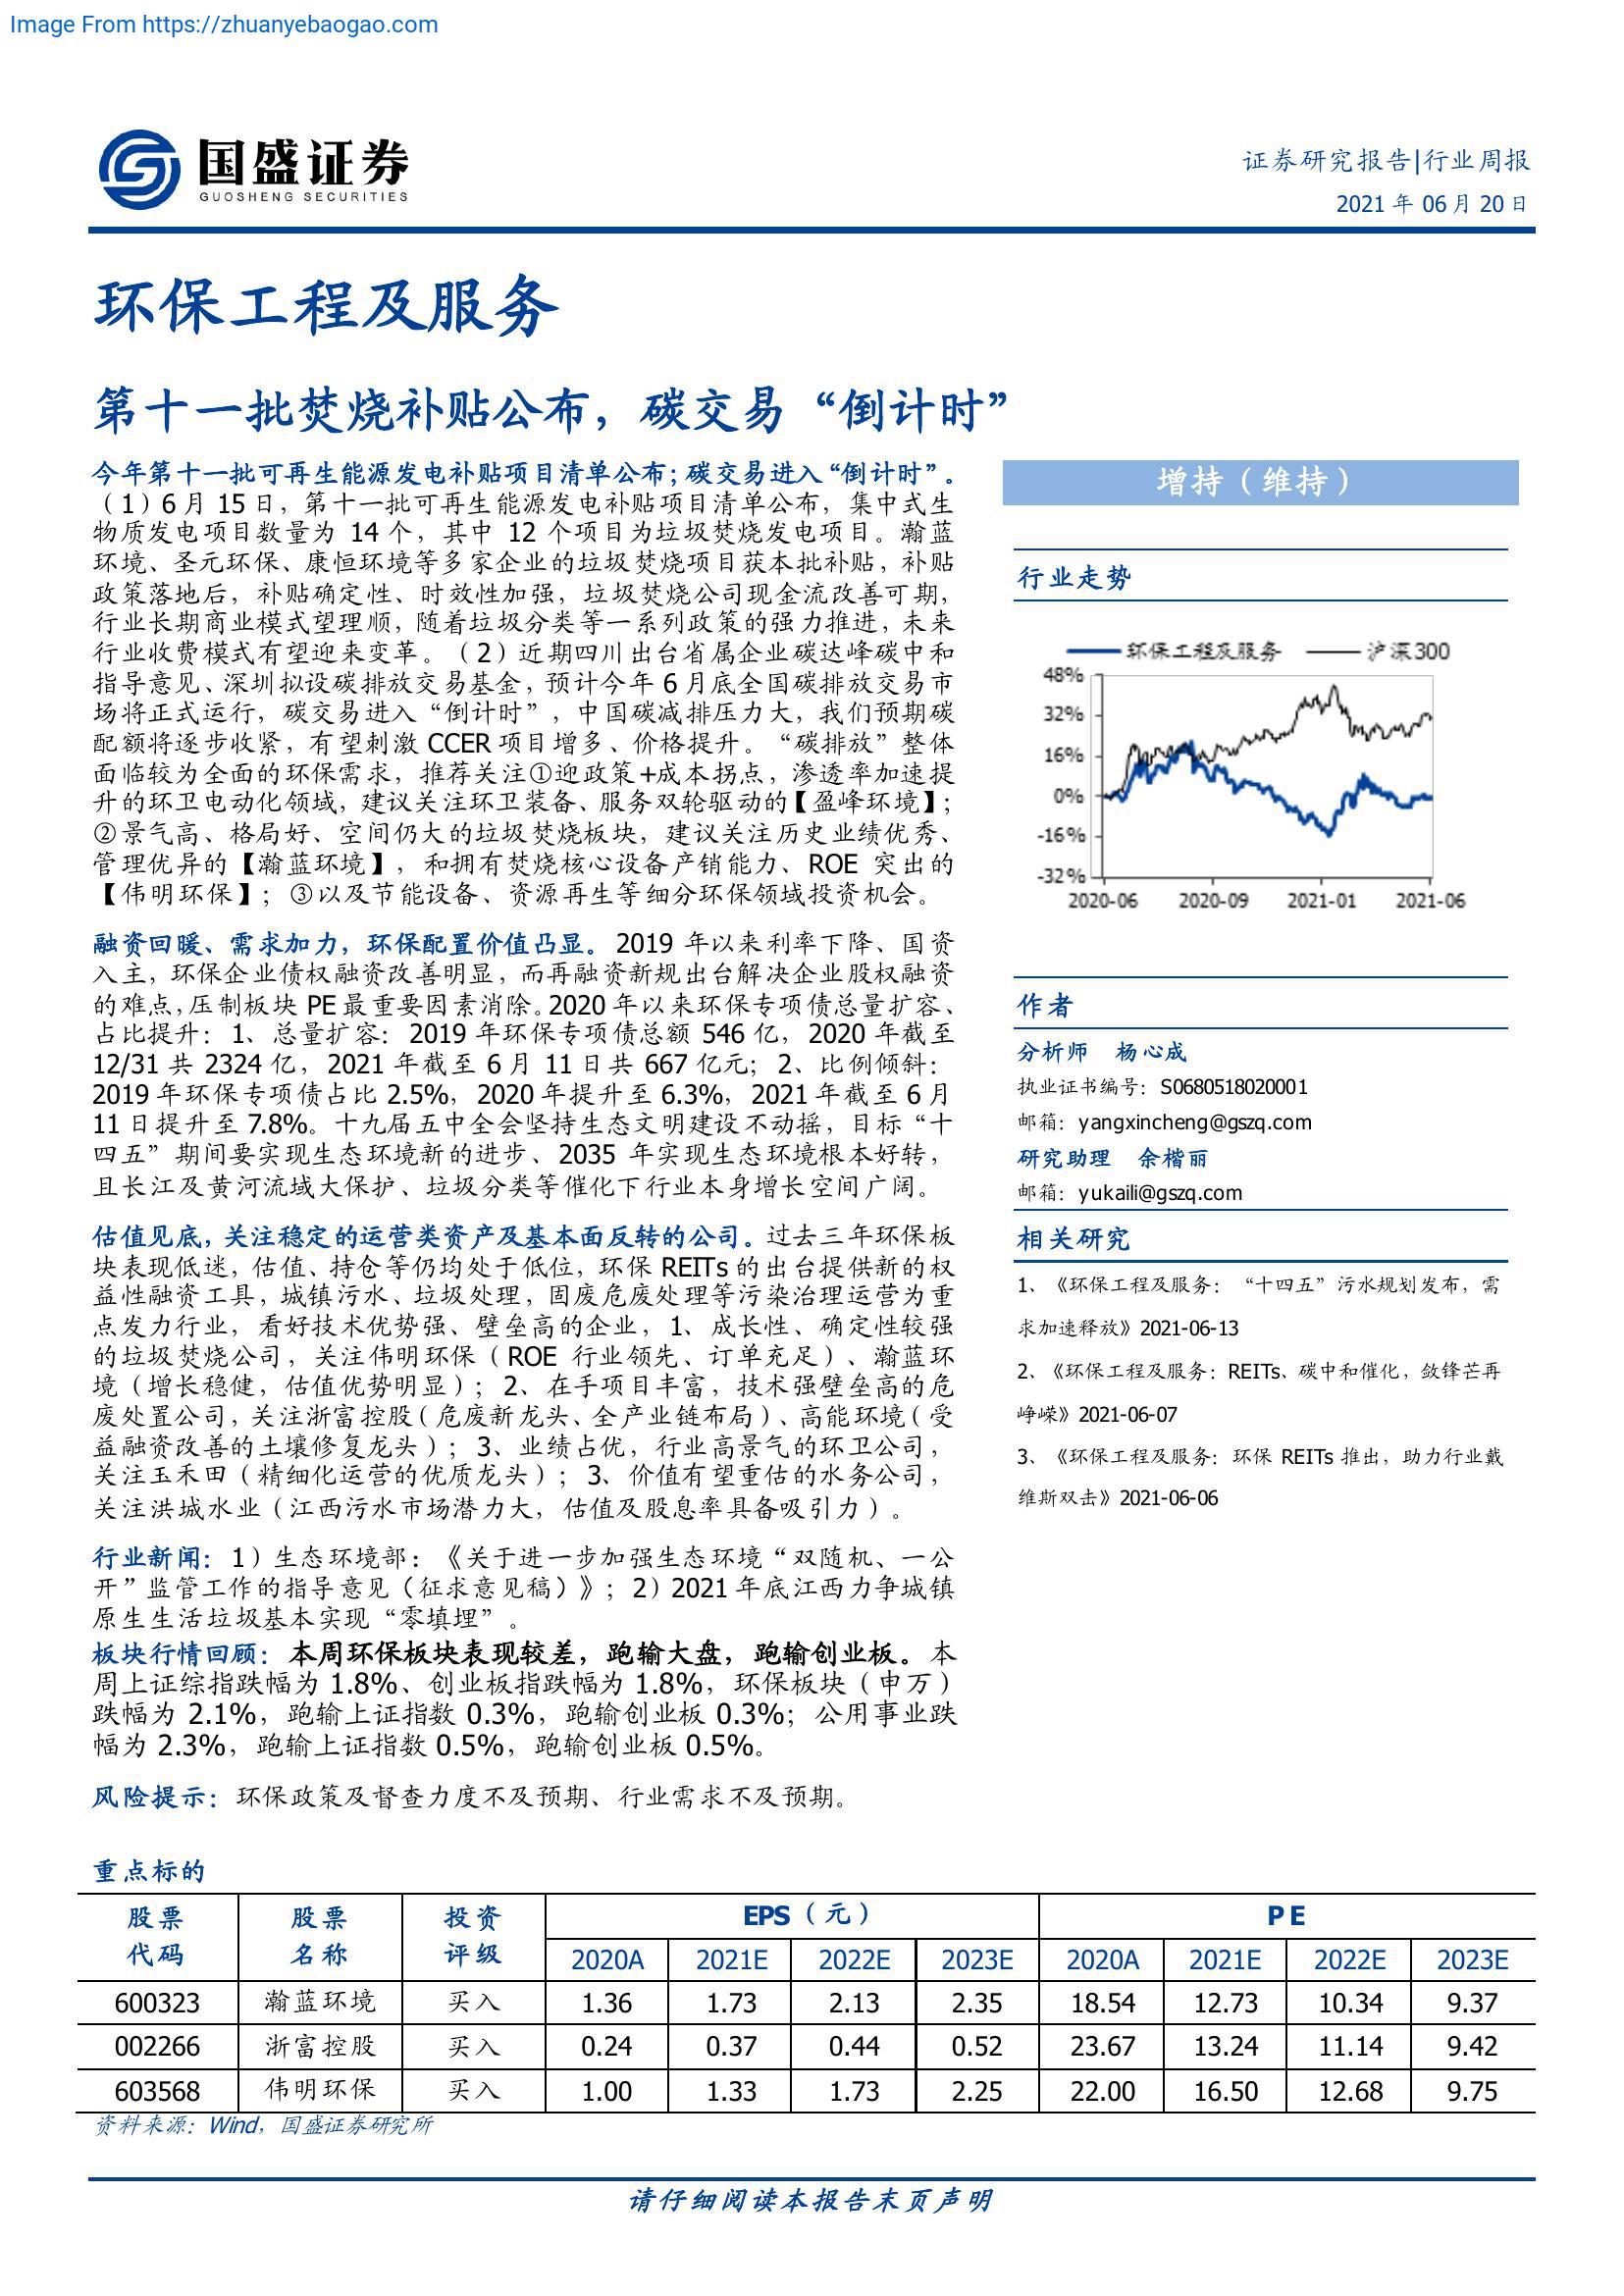 Image From https://zhuanyebaogao.com
国盛证券
GUOSHENG SECURITIES
证券研究报告|行业周报
2021 年 06 月 20 日
环保工程及服务
第十一批焚烧补贴公布，碳交易“倒计时”
今年第十一批可再生能源发电补贴项目清单公布；碳交易进入“倒计时”。
（1）6 月 15 日，第十一批可再生能源发电补贴项目清单公布，集中式生
物质发电项目数量为 14 个，其中 12 个项目为垃圾焚烧发电项目。瀚蓝
环境、圣元环保、康恒环境等多家企业的垃圾焚烧项目获本批补贴，补贴
政策落地后，补贴确定性、时效性加强，垃圾焚烧公司现金流改善可期，
行业长期商业模式望理顺，随着垃圾分类等一系列政策的强力推进，未来
行业收费模式有望迎来变革。（2）近期四川出台省属企业碳达峰碳中和
指导意见、深圳拟设碳排放交易基金，预计今年 6 月底全国碳排放交易市
场将正式运行，碳交易进入“倒计时”，中国碳减排压力大，我们预期碳
配额将逐步收紧，有望刺激 CCER 项目增多、价格提升。“碳排放”整体
面临较为全面的环保需求，推荐关注①迎政策+成本拐点，渗透率加速提
升的环卫电动化领域，建议关注环卫装备、服务双轮驱动的【盈峰环境】；
②景气高、格局好、空间仍大的垃圾焚烧板块，建议关注历史业绩优秀、
管理优异的【瀚蓝环境】，和拥有焚烧核心设备产销能力、ROE 突出的
【伟明环保】；③以及节能设备、资源再生等细分环保领域投资机会。
融资回暖、需求加力，环保配置价值凸显。2019 年以来利率下降、国资
入主，环保企业债权融资改善明显，而再融资新规出台解决企业股权融资
的难点，压制板块 PE 最重要因素消除。2020 年以来环保专项债总量扩容、
占比提升：1、总量扩容：2019 年环保专项债总额 546 亿，2020 年截至
12/31 共 2324 亿，2021 年截至 6 月 11 日共 667 亿元；2、比例倾斜：
2019 年环保专项债占比 2.5%，2020 年提升至 6.3%，2021 年截至 6 月
11 日提升至 7.8%。十九届五中全会坚持生态文明建设不动摇，目标“十
四五”期间要实现生态环境新的进步、2035 年实现生态环境根本好转，
且长江及黄河流域大保护、垃圾分类等催化下行业本身增长空间广阔。
估值见底，关注稳定的运营类资产及基本面反转的公司。过去三年环保板
块表现低迷，估值、持仓等仍均处于低位，环保 REITs 的出台提供新的权
益性融资工具，城镇污水、垃圾处理，固废危废处理等污染治理运营为重
点发力行业，看好技术优势强、壁垒高的企业，1、成长性、确定性较强
的垃圾焚烧公司，关注伟明环保（ROE 行业领先、订单充足）、瀚蓝环
境（增长稳健，估值优势明显）；2、在手项目丰富，技术强壁垒高的危
废处置公司，关注浙富控股（危废新龙头、全产业链布局）、高能环境（受
益融资改善的土壤修复龙头）；3、业绩占优，行业高景气的环卫公司，
关注玉禾田（精细化运营的优质龙头）；3、价值有望重估的水务公司，
关注洪城水业（江西污水市场潜力大，估值及股息率具备吸引力）。
行业新闻：1）生态环境部：《关于进一步加强生态环境“双随机、一公
开”监管工作的指导意见（征求意见稿）》；2）2021 年底江西力争城镇
原生生活垃圾基本实现“零填埋”。
板块行情回顾：本周环保板块表现较差，跑输大盘，跑输创业板。本
周上证综指跌幅为 1.8%、创业板指跌幅为 1.8%，环保板块（申万）
跌幅为 2.1%，跑输上证指数 0.3%，跑输创业板 0.3%；公用事业跌
幅为 2.3%，跑输上证指数 0.5%，跑输创业板 0.5%。
风险提示：环保政策及督查力度不及预期、行业需求不及预期。
增持（维持）
行业走势
环保工程及服务 沪深300
48%
32%
16%
0%
-16%
-32%
2020-06 2020-09 2021-01 2021-06
作者
分析师 杨心成
执业证书编号：S0680518020001
邮箱：yangxincheng@gszq.com
研究助理 余楷丽
邮箱：yukaili@gszq.com
相关研究
1、《环保工程及服务：“十四五”污水规划发布，需
求加速释放》2021-06-13
2、《环保工程及服务：REITs、碳中和催化，敛锋芒再
峥嵘》2021-06-07
3、《环保工程及服务：环保 REITs 推出，助力行业戴
维斯双击》2021-06-06
重点标的
股票 股票 投资 EPS（元） P E
代码 名称 评级 2020A 2021E 2022E 2023E 2020A 2021E 2022E 2023E
600323 瀚蓝环境 买入 1.36 1.73 2.13 2.35 18.54 12.73 10.34 9.37
002266 浙富控股 买入 0.24 0.37 0.44 0.52 23.67 13.24 11.14 9.42
603568 伟明环保 买入 1.00 1.33 1.73 2.25 22.00 16.50 12.68 9.75
资料来源：Wind，国盛证券研究所
请仔细阅读本报告末页声明